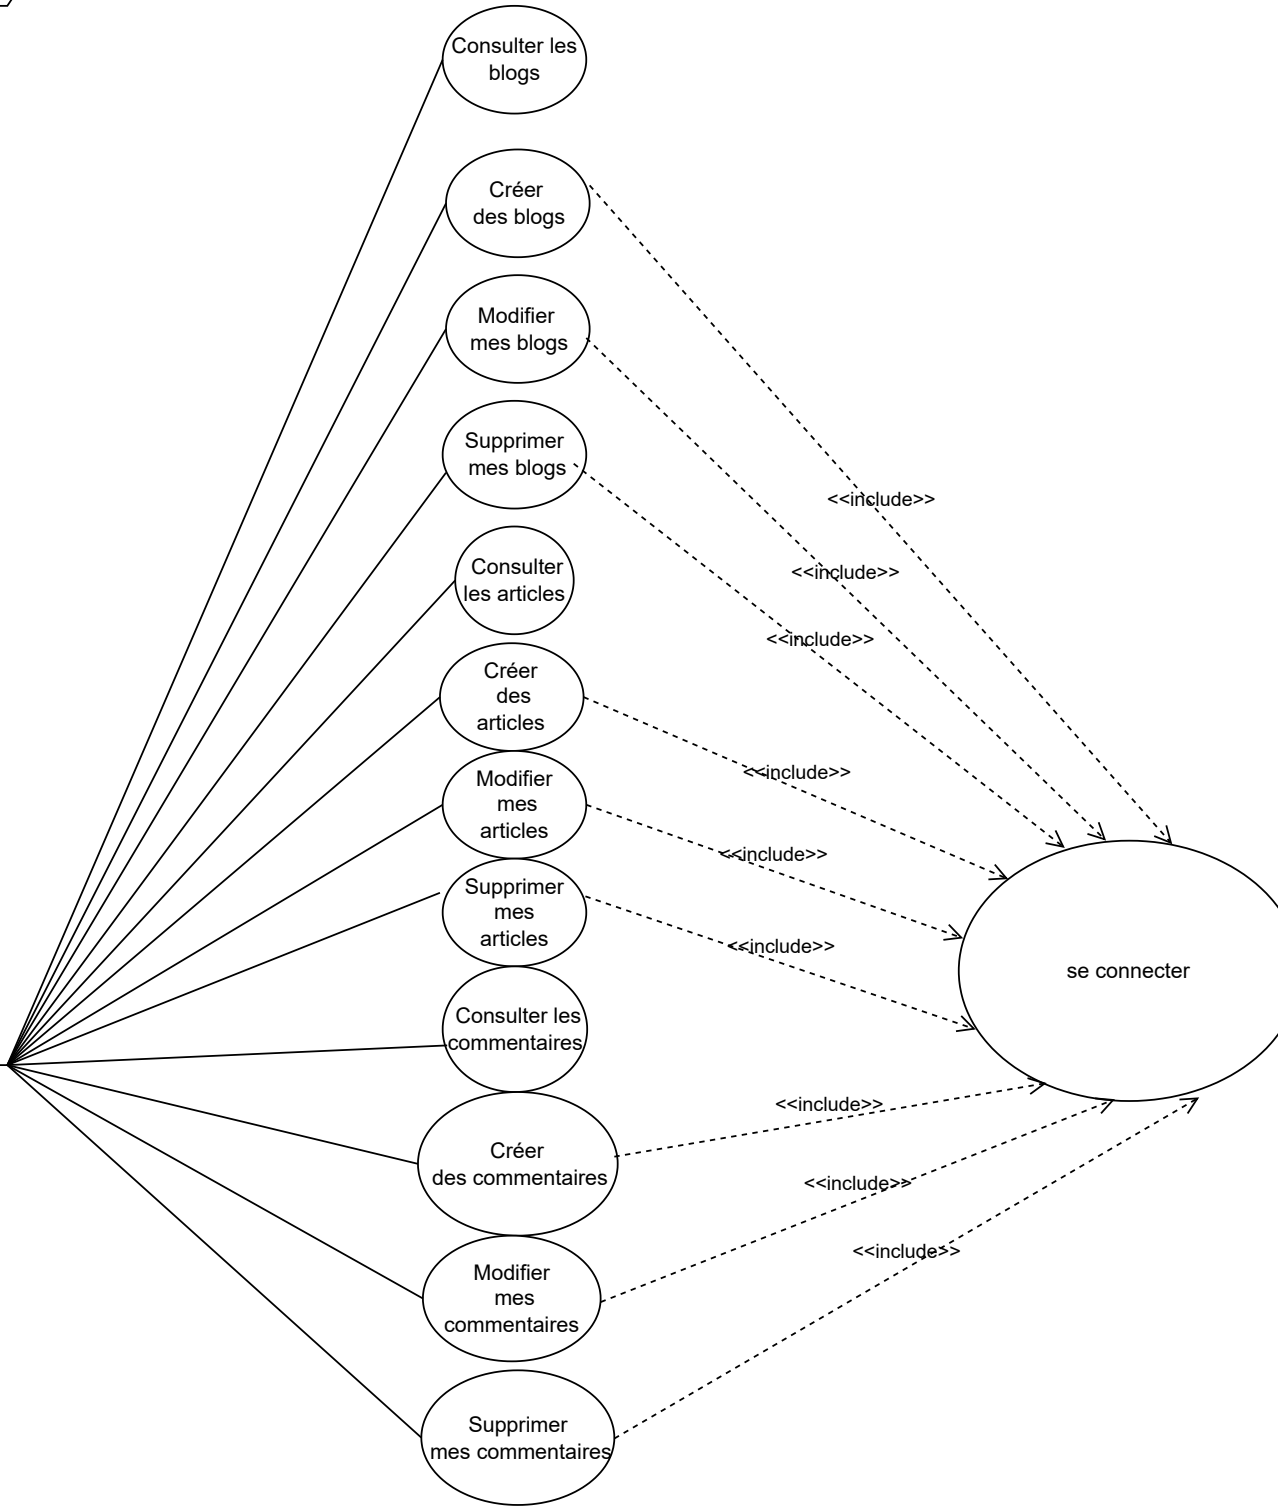 Consulter les
blogs
Créer
des blogs
Modifier
mes blogs
Supprimer
mes blogs
<<include>>
<<include>>
Consulter
les articles
<<include>>
Créer
des
articles
<<include>>
Modifier
mes
articles
<<include>>
Supprimer
mes
articles
<<include>>
se connecter
Consulter les
commentaires
<<include>>
Créer
des commentaires
<<include>>
<<include>>
Modifier
mes
commentaires
Supprimer
mes commentaires